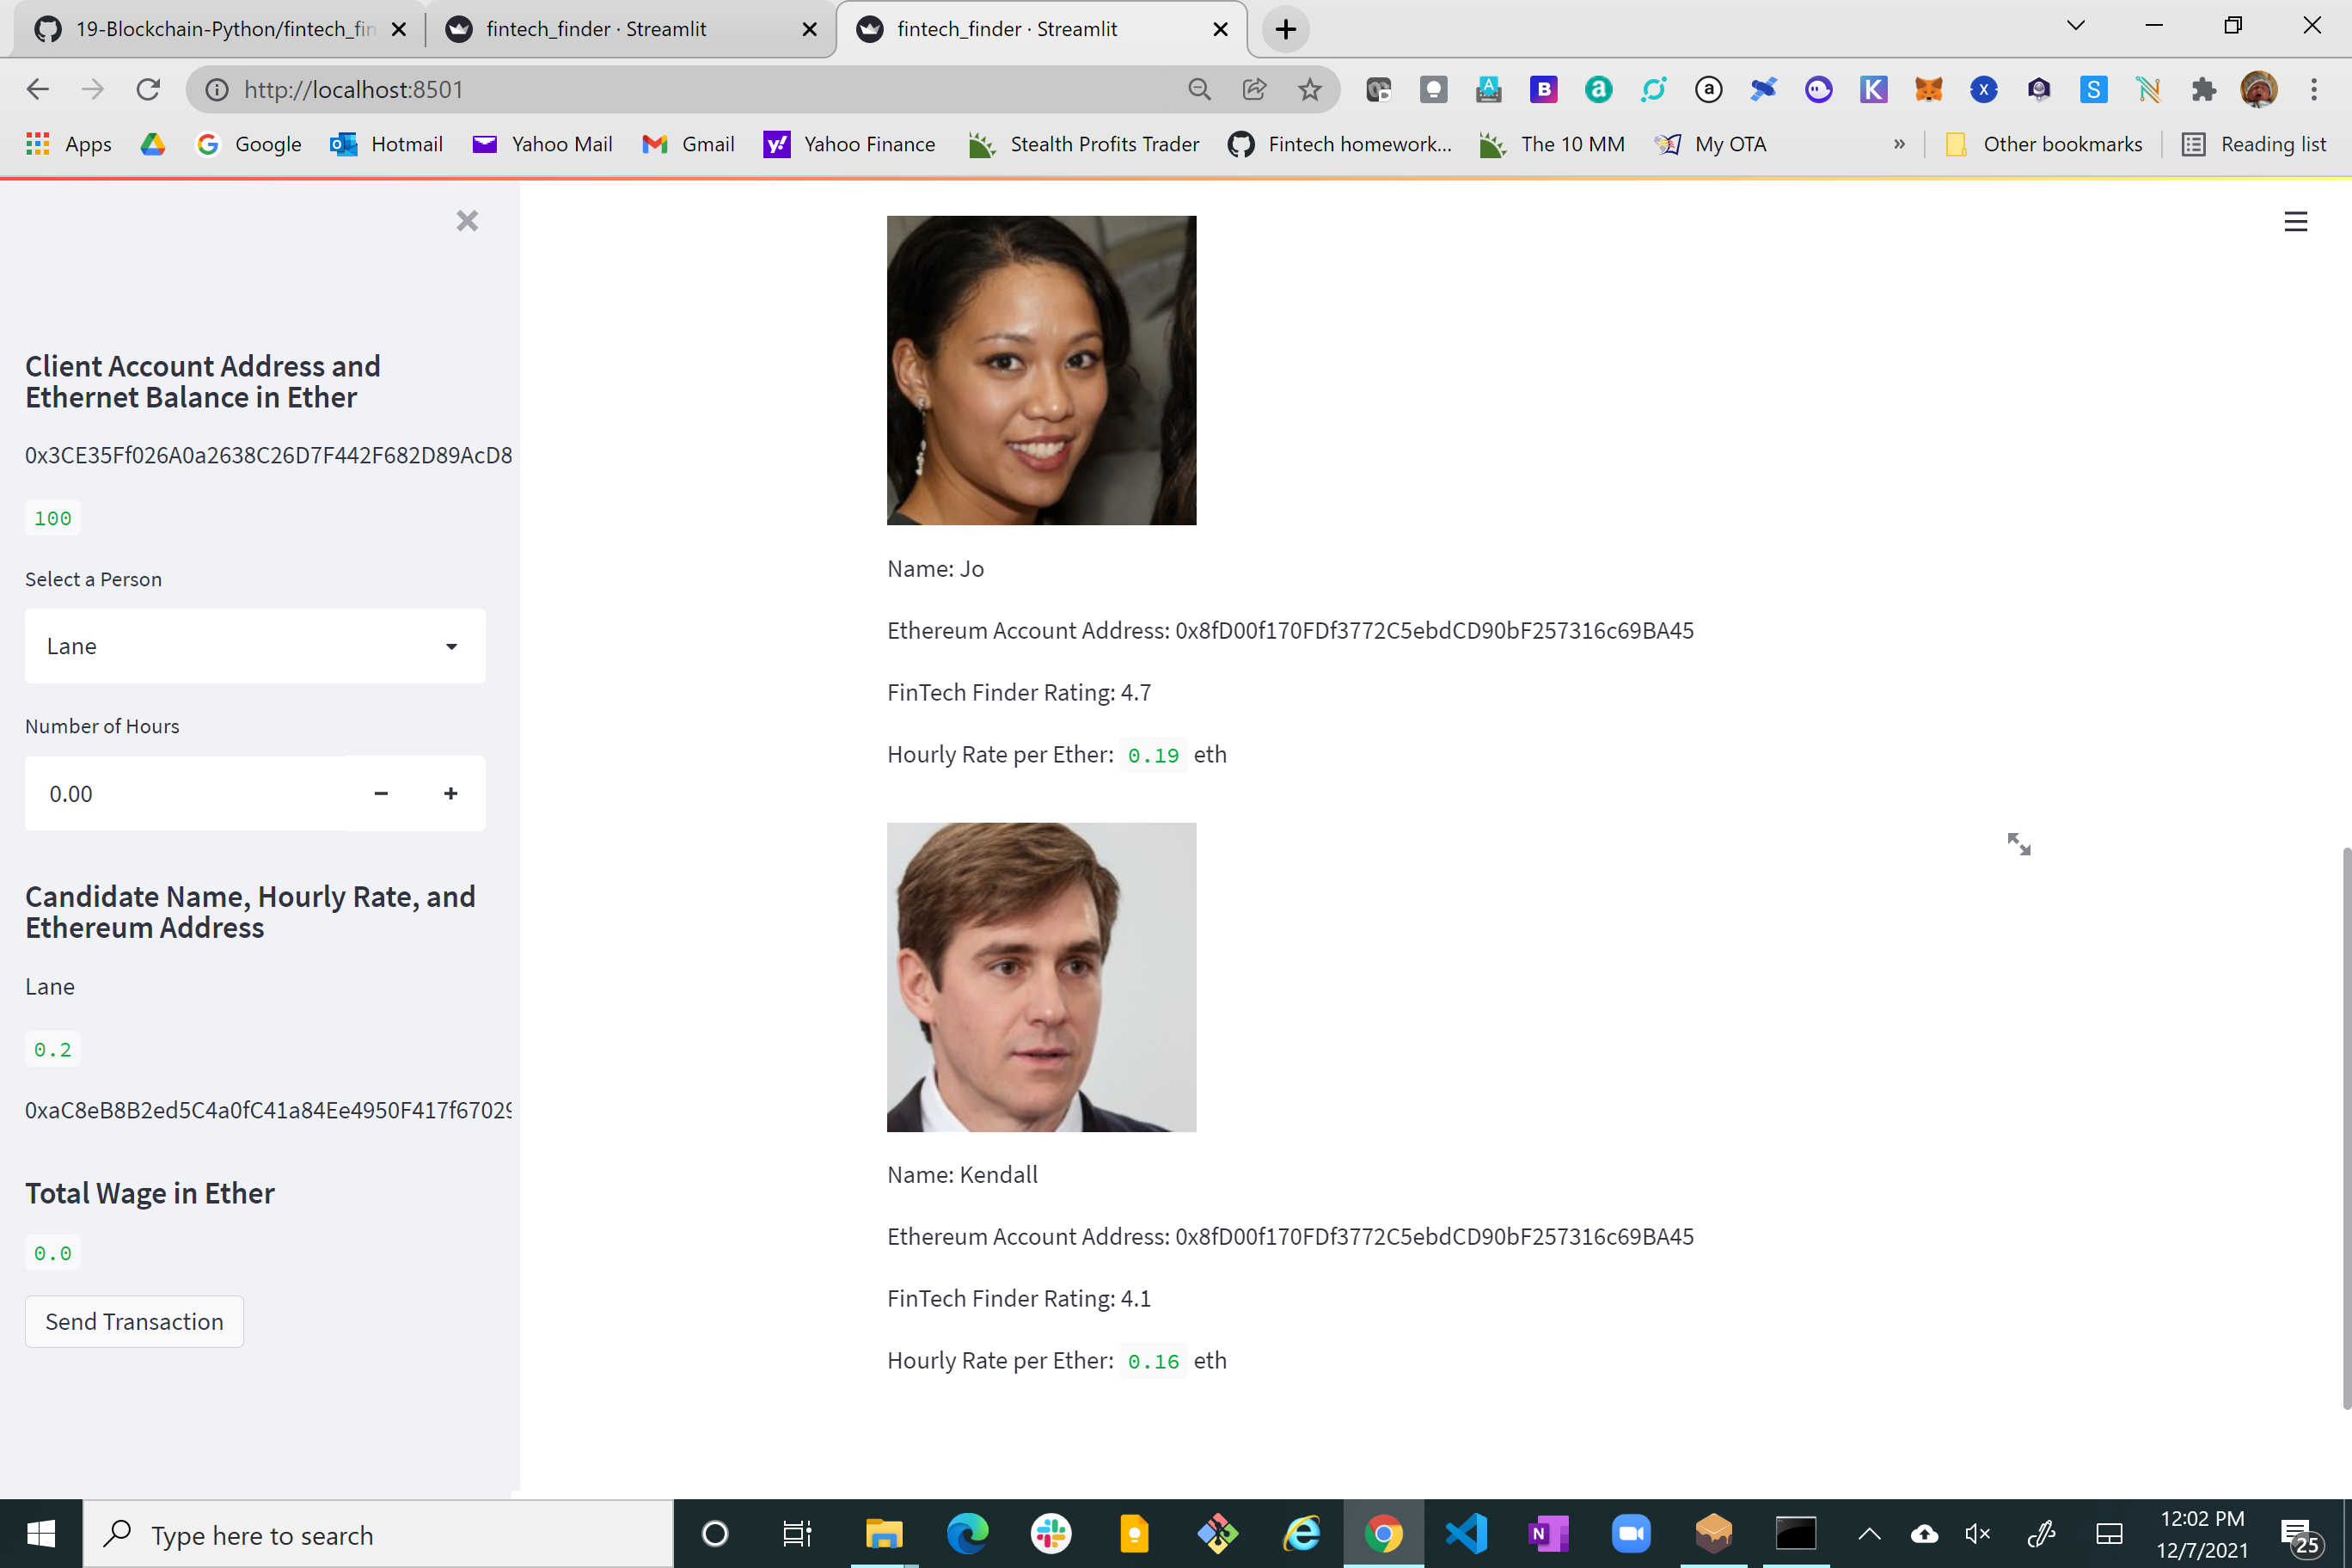 19-Blockchain-Python/fintech_fin
fintech_finder · Streamlit
fintech_finder · Streamlit
http://localhost:8501
Apps
Google
Hotmail
Yahoo Mail
Gmail
Yahoo Finance
Stealth Profits Trader
Fintech homework...
The 10 MM
My OTA
»
Other bookmarks
Reading list
Client Account Address and
Ethernet Balance in Ether
0x3CE35Ff026A0a2638C26D7F442F682D89AcD8
100
Select a Person
Lane
Number of Hours
0.00
Candidate Name, Hourly Rate, and
Ethereum Address
Lane
0.2
0xaC8eB8B2ed5C4a0fC41a84Ee4950F417f67029
Total Wage in Ether
0.0
Send Transaction
Name: Jo
Ethereum Account Address: 0x8fD00f170FDf3772C5ebdCD90bF257316c69BA45
FinTech Finder Rating: 4.7
Hourly Rate per Ether: 0.19 eth
Name: Kendall
Ethereum Account Address: 0x8fD00f170FDf3772C5ebdCD90bF257316c69BA45
FinTech Finder Rating: 4.1
Hourly Rate per Ether: 0.16 eth
Type here to search
12:02 PM
12/7/2021
25